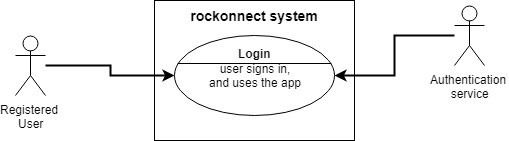 rockonnect system
Login
user signs in,
and uses the app
Registered
User
Authentication
service